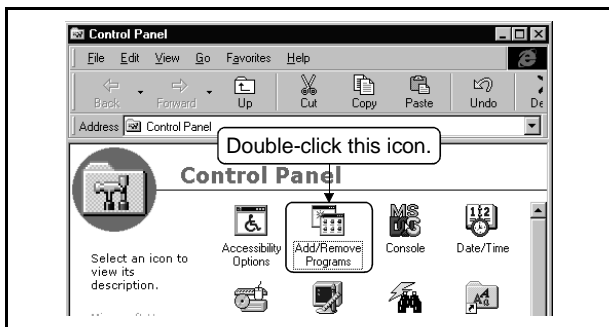 Control Panel
File Edit View Go Favorites Help
Back Forward Up Cut Copy Paste Undo De
Address Control Panel
Double-click this icon.
Control Panel
Accessibility Options
Add/Remove Programs
Console
Date/Time
Select an icon to
view its
description.